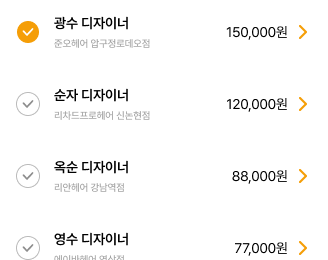 광수 디자이너
150,000원
준오헤어 압구정로데오점
순자 디자이너
120,000원
리차드프로헤어 신논현점
옥순 디자이너
88,000원
리안헤어 강남역점
영수 디자이너
77,000원